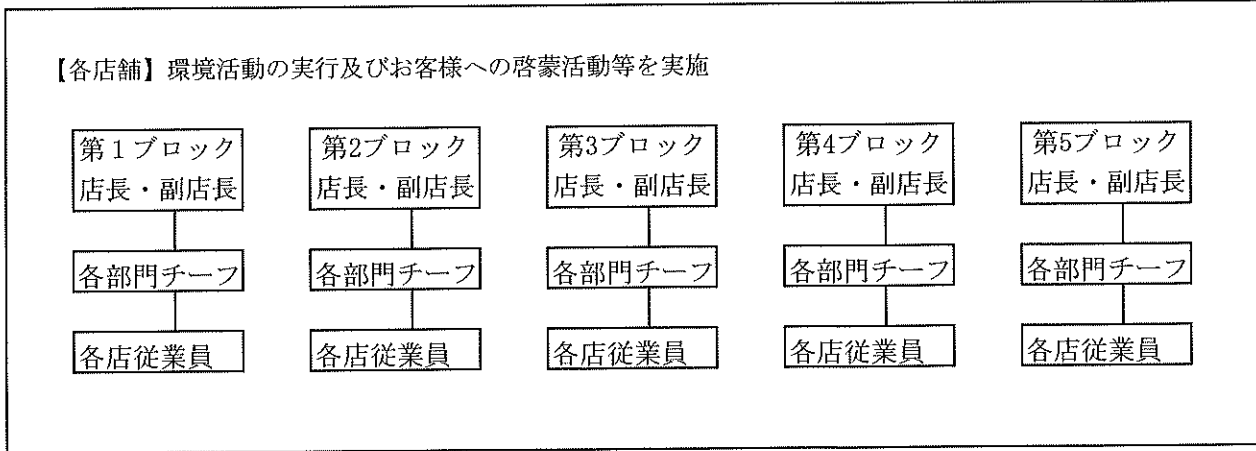 【各店舗】環境活動の実行及びお客様への啓蒙活動等を実施
第１ブロック
店長・副店長
各部門チーフ
各店従業員
第2ブロック
店長・副店長
各部門チーフ
各店従業員
第3ブロック
店長・副店長
各部門チーフ
各店従業員
第4ブロック
店長・副店長
各部門チーフ
各店従業員
第5ブロック
店長・副店長
各部門チーフ
各店従業員